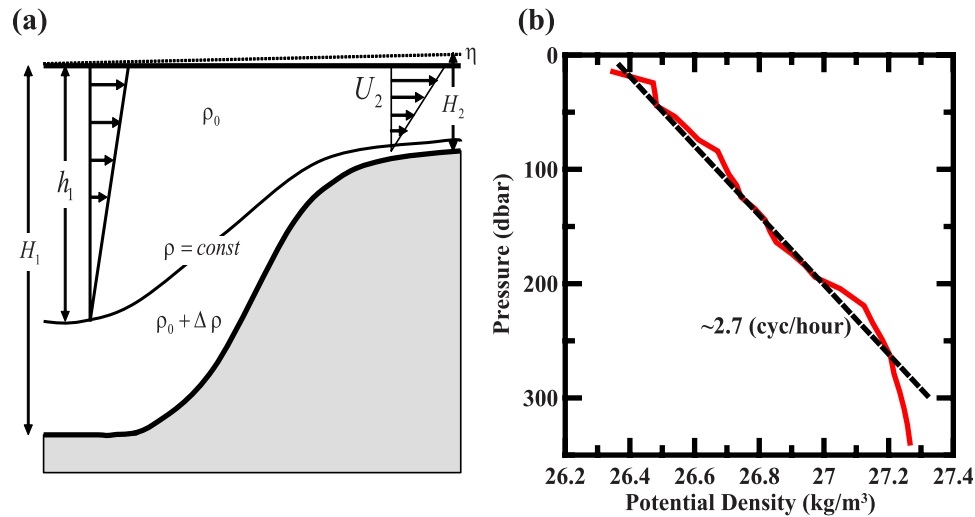 (a)
η
U₂
H₂
ρ₀
h₁
H₁
ρ = const
ρ₀ + Δρ
(b)
0
100
200
300
Pressure (dbar)
~2.7 (cyc/hour)
26.2 26.4 26.6 26.8 27 27.2 27.4
Potential Density (kg/m³)